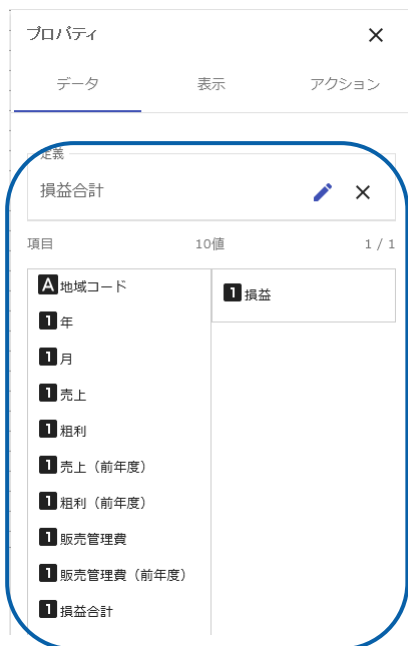 プロパティ
データ 表示 アクション
定義
損益合計
項目 10値 1 / 1
A 地域コード
1 損益
1 年
1 月
1 売上
1 粗利
1 売上（前年度）
1 粗利（前年度）
1 販売管理費
1 販売管理費（前年度）
1 損益合計